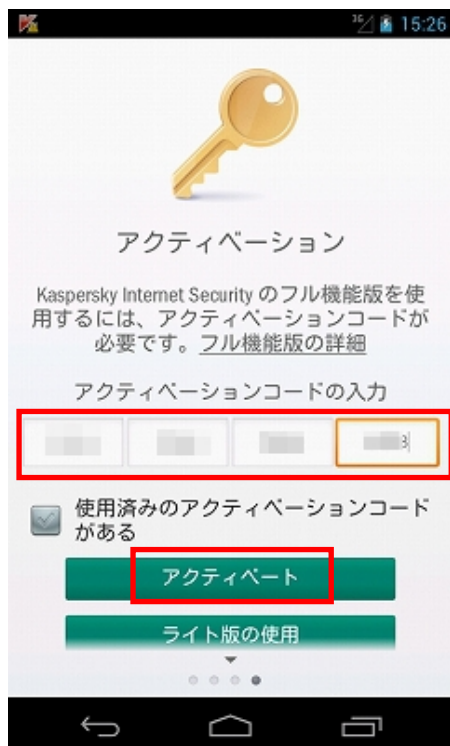 3G 15:26
アクティベーション
Kaspersky Internet Security のフル機能版を使
用するには、アクティベーションコードが
必要です。フル機能版の詳細
アクティベーションコードの入力
使用済みのアクティベーションコード
がある
アクティベート
ライト版の使用